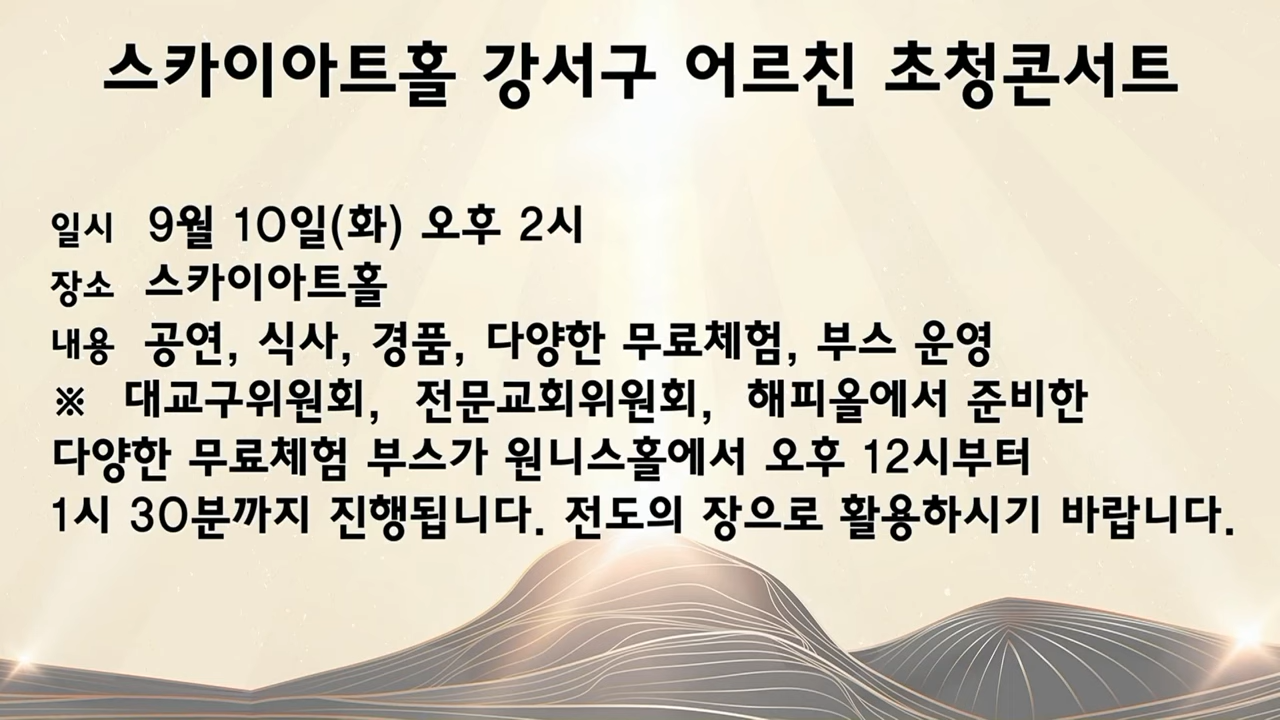 스카이아트홀 강서구 어르친 초청콘서트
일시 9월 10일(화) 오후 2시
장소 스카이아트홀
내용 공연, 식사, 경품, 다양한 무료체험, 부스 운영
※ 대교구위원회, 전문교회위원회, 해피올에서 준비한
다양한 무료체험 부스가 원니스홀에서 오후 12시부터
1시 30분까지 진행됩니다. 전도의 장으로 활용하시기 바랍니다.